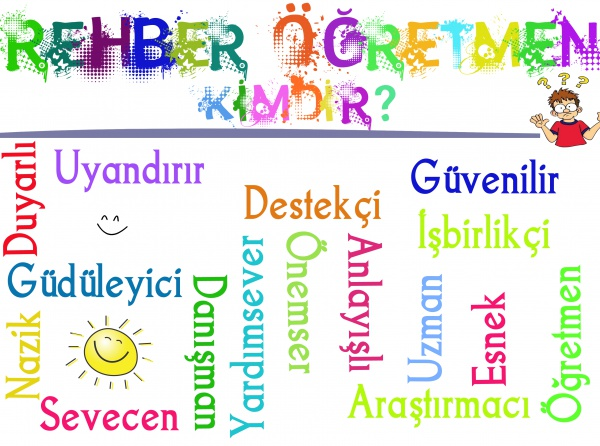 REHBER ÖĞRETMEN
KİMDİR?
Duyarlı
Uyandırır
Destekçi
Güvenilir
İşbirlikçi
Güdüleyici
Nazik
Sevecen
Danışman
Yardımsever
Önemser
Anlayışlı
Uzman
Esnek
Öğretmen
Araştırmacı
? ? ?